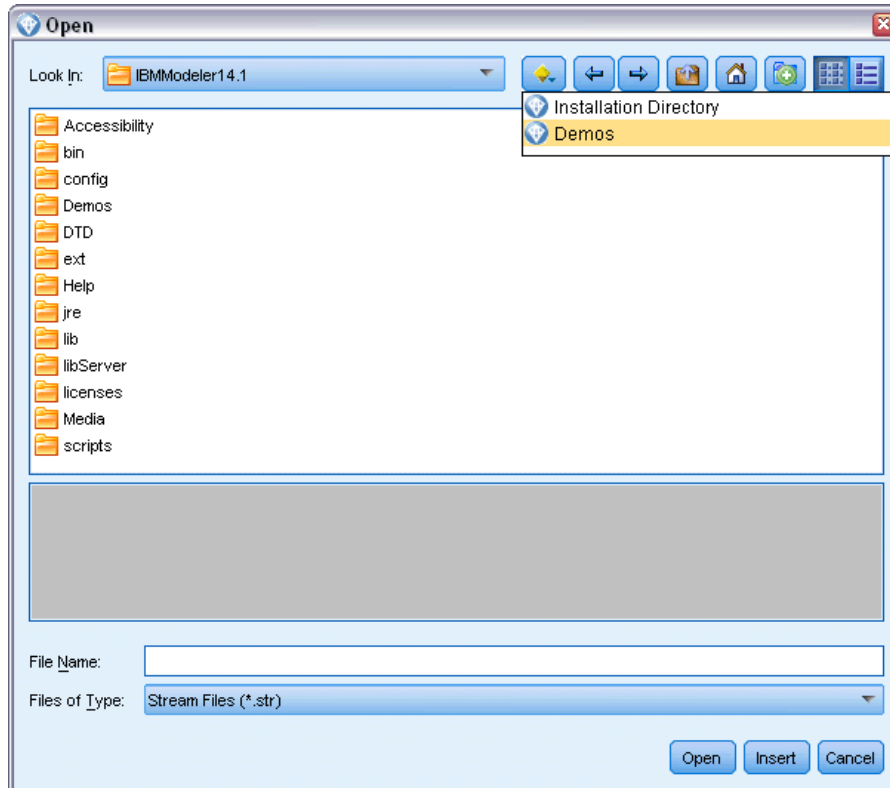 Open
Look In: IBMModeler14.1
Installation Directory
Demos
Accessibility
bin
config
Demos
DTD
ext
Help
jre
lib
libServer
licenses
Media
scripts
File Name:
Files of Type: Stream Files (*.str)
Open Insert Cancel